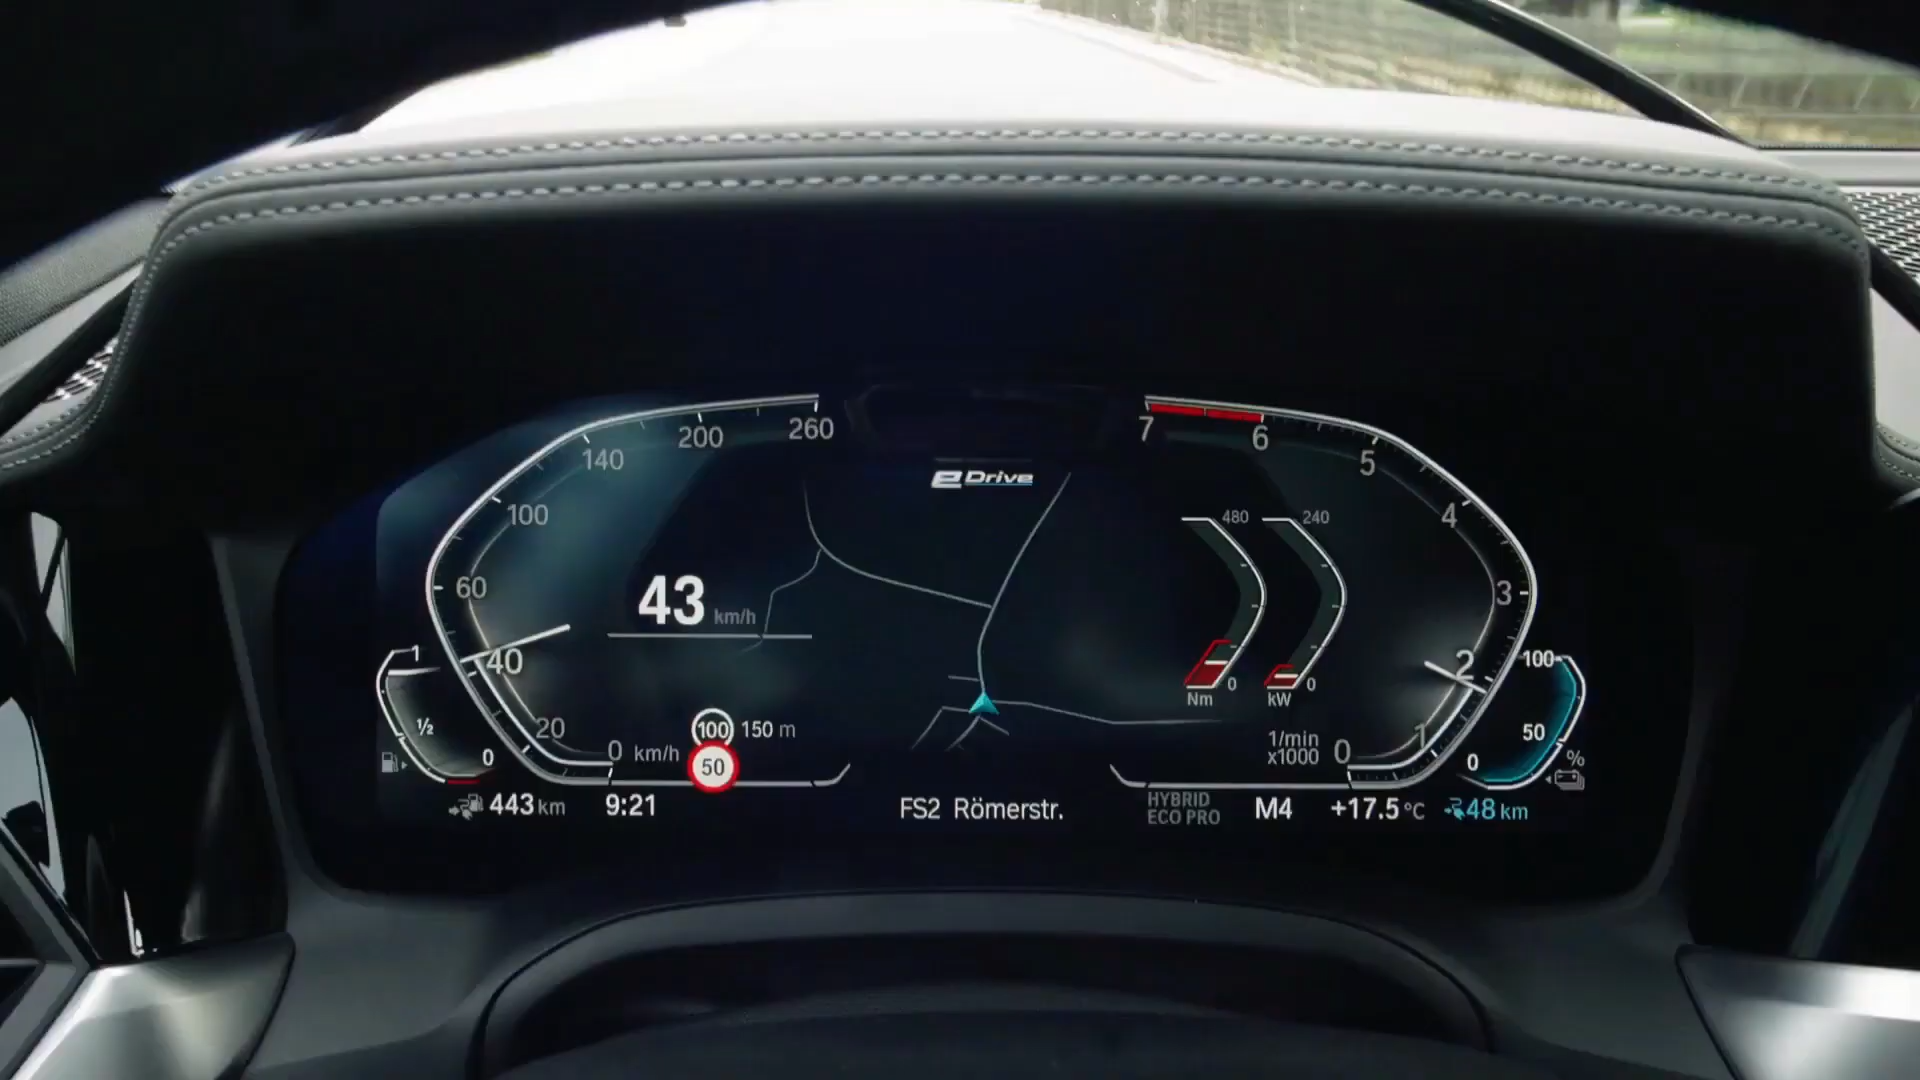 260
200
140
100
60
40
20
0 km/h
eDrive
43 km/h
100 150 m
50
7
6
5
4
3
2
1
0
1/min
x1000
480
0
Nm
240
0
kW
1
1/2
0
100
50
0
%
443 km
9:21
FS2 Römerstr.
HYBRID
ECO PRO
M4
+17.5 °C
48 km